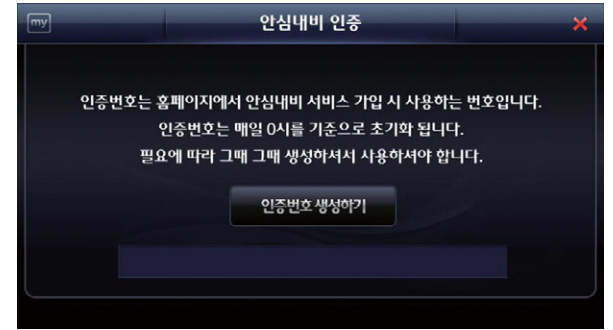 my
안심내비 인증
인증번호는 홈페이지에서 안심내비 서비스 가입 시 사용하는 번호입니다.
인증번호는 매일 0시를 기준으로 초기화 됩니다.
필요에 따라 그때 그때 생성하셔서 사용하셔야 합니다.
인증번호 생성하기